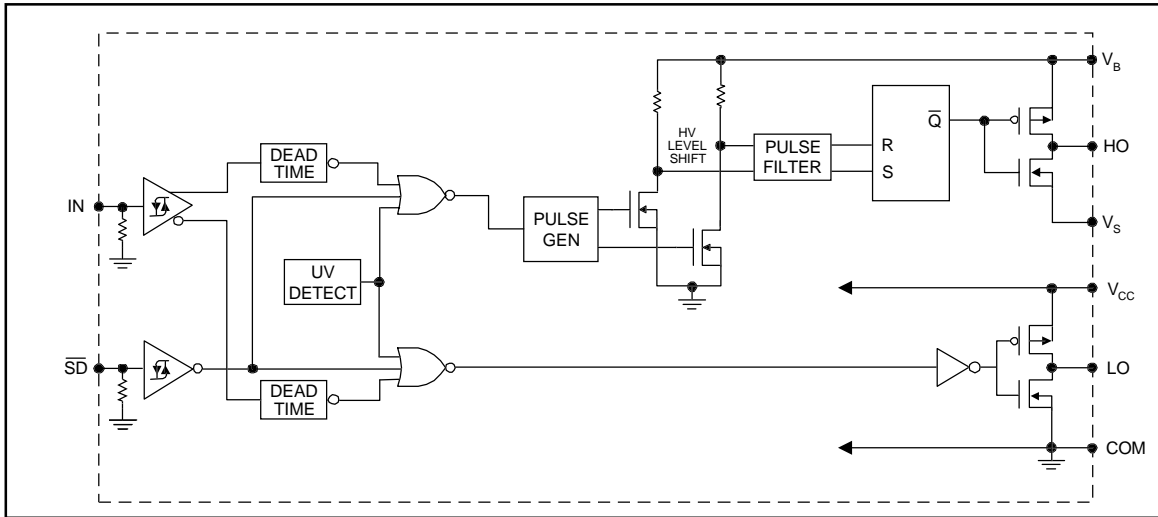 V_B
HV
LEVEL
SHIFT
Q̅
DEAD
TIME
PULSE
FILTER
R
HO
S
IN
PULSE
GEN
V_S
UV
DETECT
V_CC
S̅D̅
LO
DEAD
TIME
COM